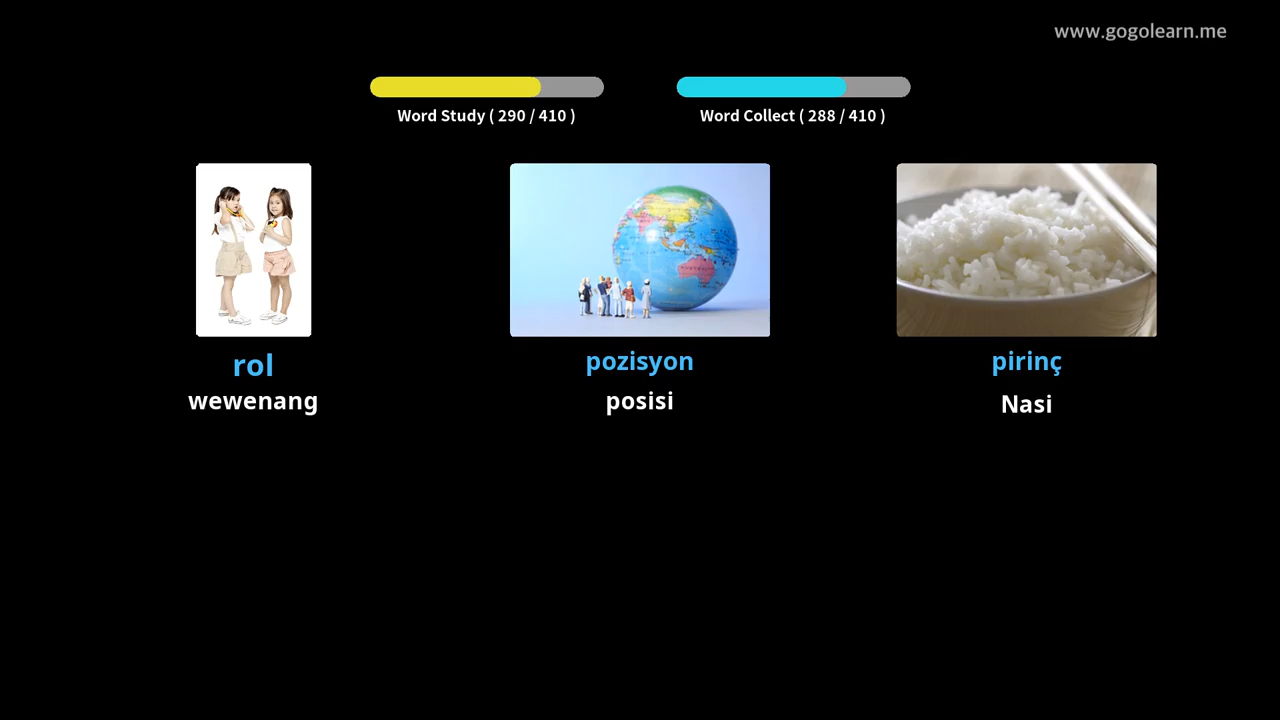 www.gogolearn.me
Word Study ( 290 / 410 )
Word Collect ( 288 / 410 )
rol
wewenang
pozisyon
posisi
pirinç
Nasi